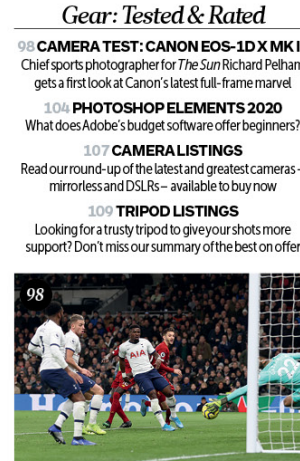 Gear: Tested & Rated
98 CAMERA TEST: CANON EOS-1D X MK I
Chief sports photographer for The Sun Richard Pelham
gets a first look at Canon's latest full-frame marvel
104 PHOTOSHOP ELEMENTS 2020
What does Adobe's budget software offer beginners?
107 CAMERA LISTINGS
Read our round-up of the latest and greatest cameras -
mirrorless and DSLRs – available to buy now
109 TRIPOD LISTINGS
Looking for a trusty tripod to give your shots more
support? Don't miss our summary of the best on offer
98
AIA